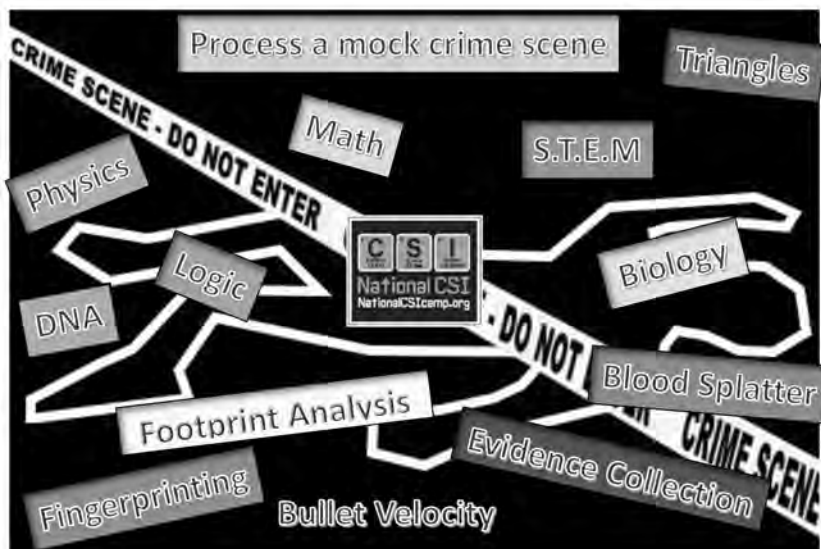 Process a mock crime scene
Triangles
CRIME SCENE - DO NOT ENTER
Math
S.T.E.M
Physics
Logic
Biology
C S I
National CSI
NationalCSIcamp.org
DNA
- DO NOT
Blood Splatter
CRIME SCENE
Footprint Analysis
Evidence Collection
Fingerprinting
Bullet Velocity